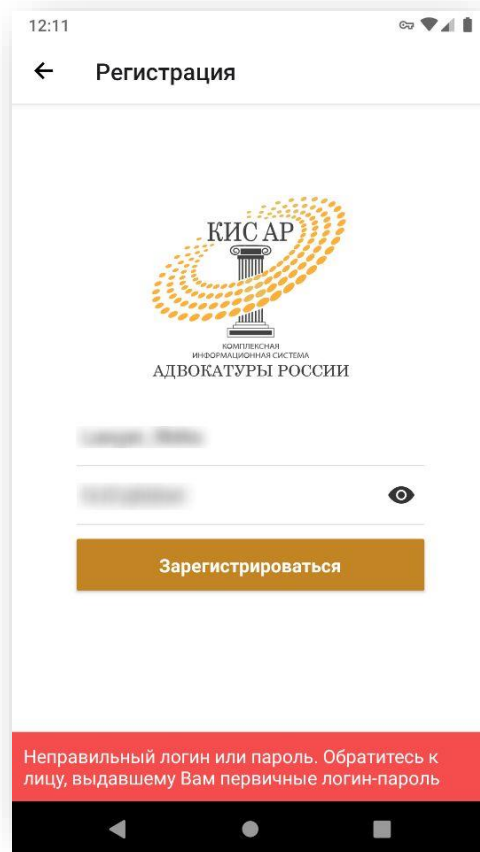 12:11
Регистрация
КИС АР
КОМПЛЕКСНАЯ
ИНФОРМАЦИОННАЯ СИСТЕМА
АДВОКАТУРЫ РОССИИ
Зарегистрироваться
Неправильный логин или пароль. Обратитесь к
лицу, выдавшему Вам первичные логин-пароль